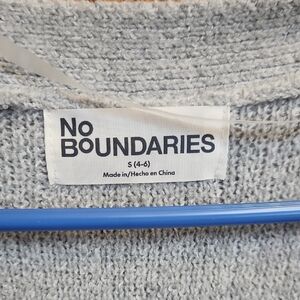 No
BoUNDARIES
S (4-6)
Made in/Hecho en China